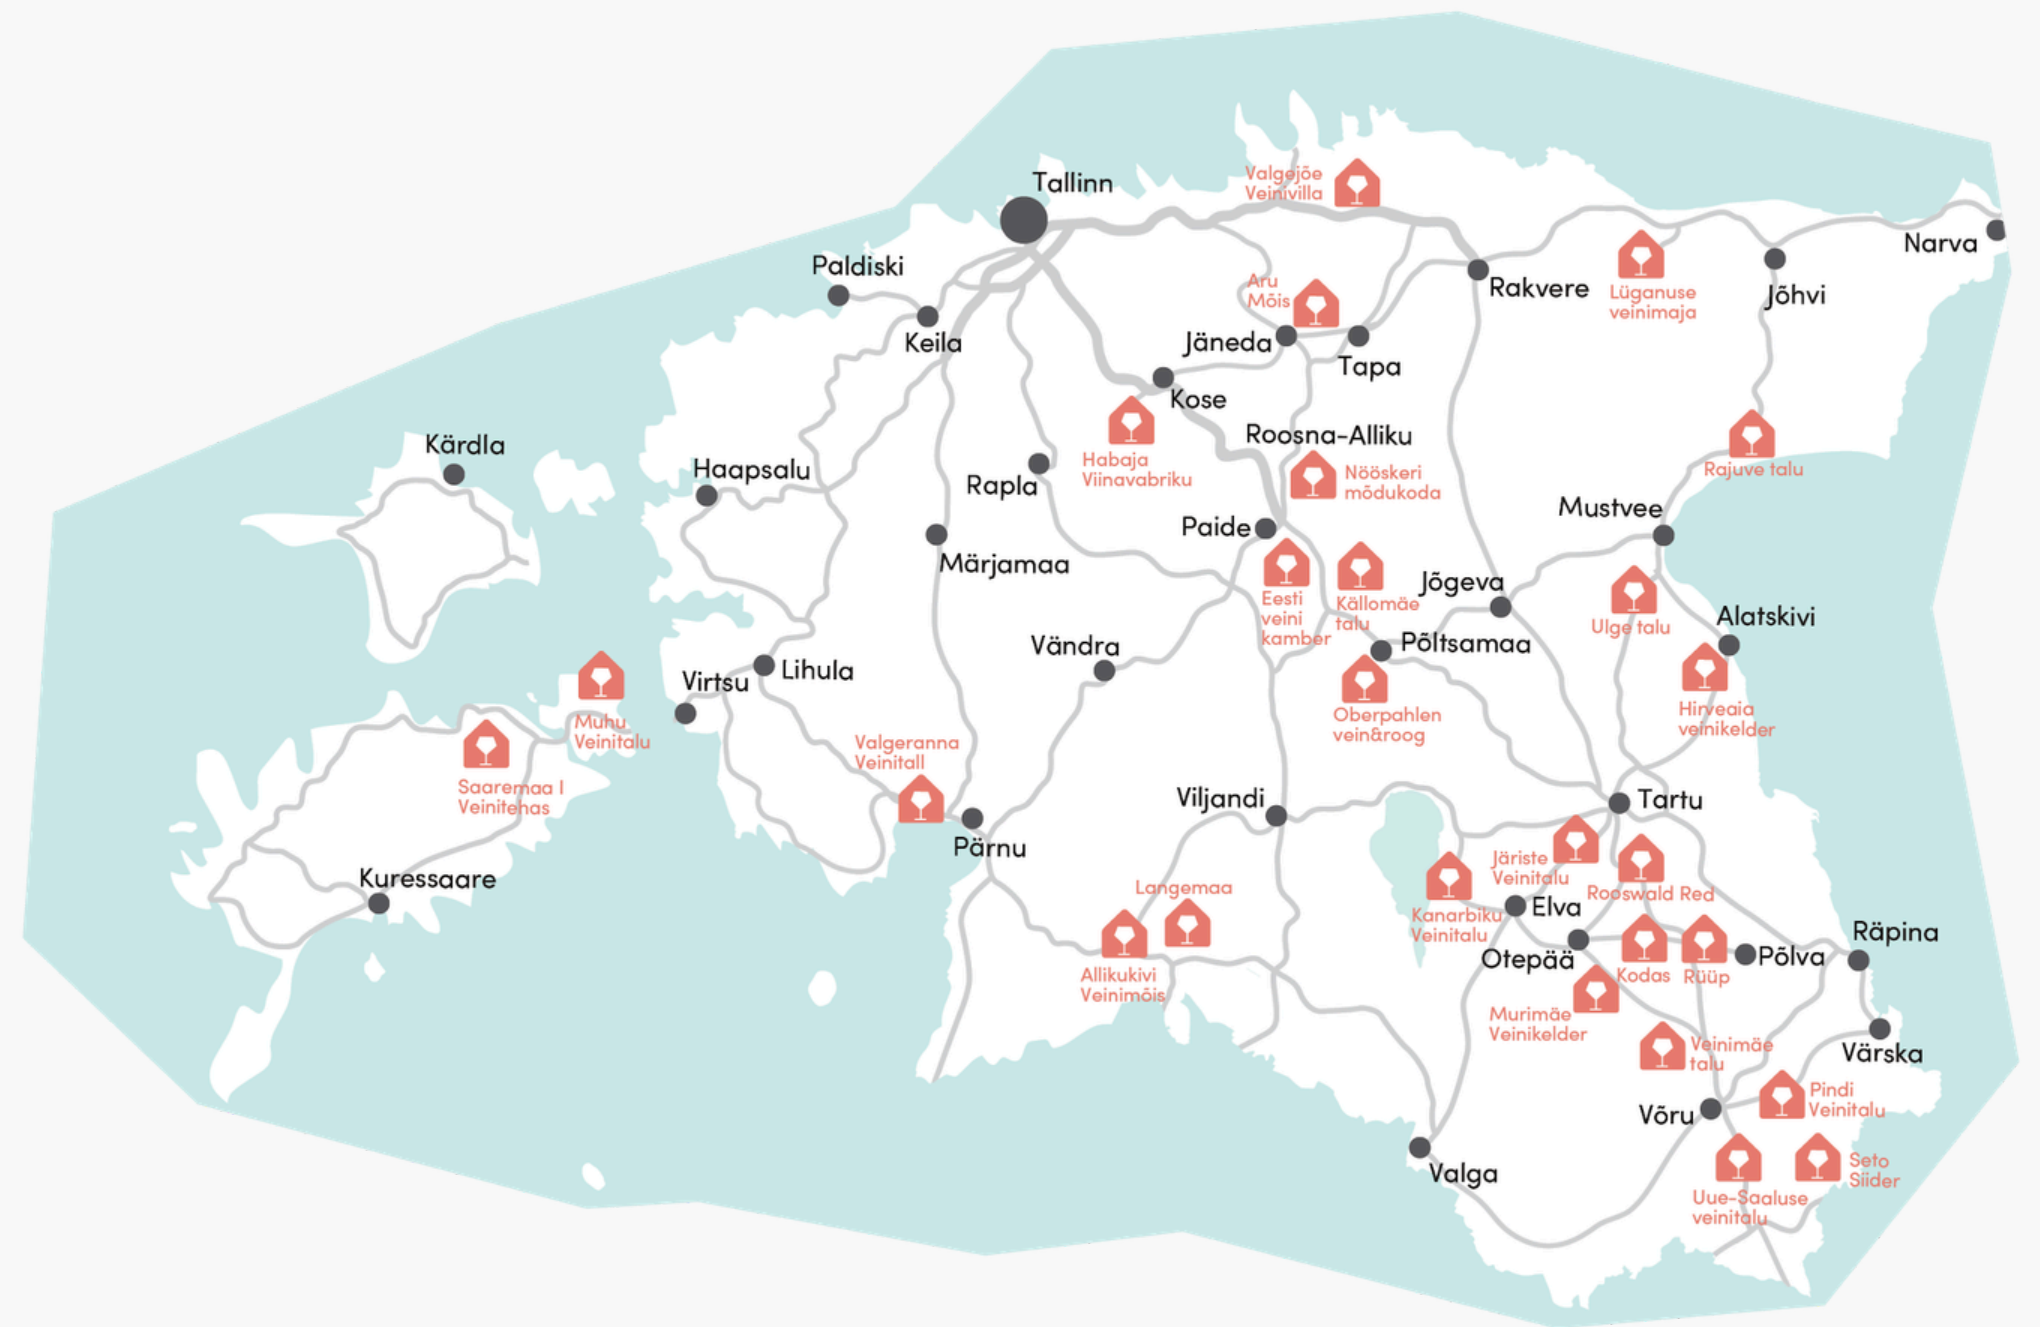 Tallinn
Valgejõe
Veinivilla
Narva
Paldiski
Keila
Aru
Mõis
Rakvere
Lüganuse
veinimaja
Jõhvi
Jäneda
Tapa
Kose
Habaja
Viinavabriku
Roosna-Alliku
Nööskeri
mõdukoda
Rajuve talu
Kärdla
Haapsalu
Rapla
Paide
Mustvee
Märjamaa
Eesti
veini
kamber
Källomäe
talu
Jõgeva
Ulge talu
Alatskivi
Vändra
Põltsamaa
Lihula
Virtsu
Muhu
Veinitalu
Oberpahlen
vein&roog
Hirveaia
veinikelder
Saaremaa I
Veinitehas
Valgeranna
Veinitall
Viljandi
Tartu
Pärnu
Järiste
Veinitalu
Rooswald Red
Kuressaare
Langemaa
Kanarbiku
Veinitalu
Elva
Räpina
Otepää
Põlva
Allikukivi
Veinimõis
Kodas
Rüüp
Murimäe
Veinikelder
Veinimäe
talu
Värska
Võru
Pindi
Veinitalu
Valga
Seto
Siider
Uue-Saaluse
veinitalu